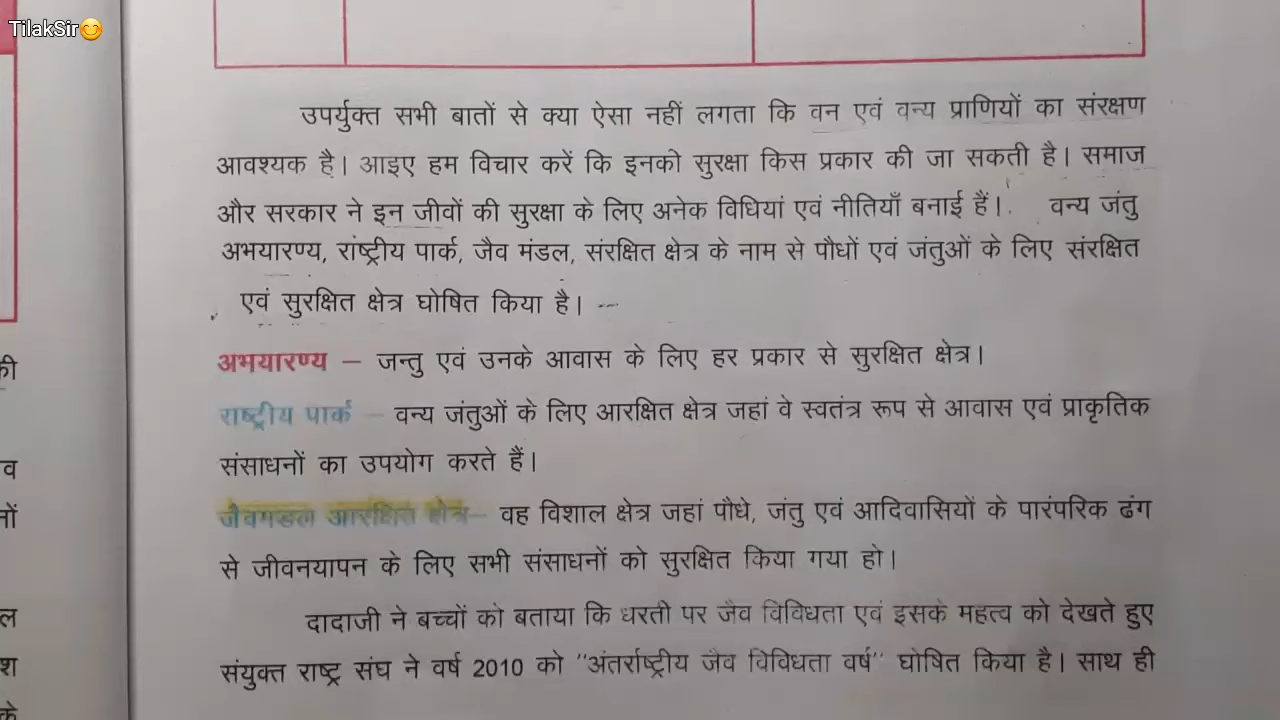 TilakSir😊
उपर्युक्त सभी बातों से क्या ऐसा नहीं लगता कि वन एवं वन्य प्राणियों का संरक्षण
आवश्यक है। आइए हम विचार करें कि इनकी सुरक्षा किस प्रकार की जा सकती है। समाज
और सरकार ने इन जीवों की सुरक्षा के लिए अनेक विधियां एवं नीतियाँ बनाई हैं। वन्य जंतु
अभयारण्य, राष्ट्रीय पार्क, जैव मंडल, संरक्षित क्षेत्र के नाम से पौधों एवं जंतुओं के लिए संरक्षित
एवं सुरक्षित क्षेत्र घोषित किया है।
अभयारण्य – जन्तु एवं उनके आवास के लिए हर प्रकार से सुरक्षित क्षेत्र।
राष्ट्रीय पार्क – वन्य जंतुओं के लिए आरक्षित क्षेत्र जहां वे स्वतंत्र रूप से आवास एवं प्राकृतिक
संसाधनों का उपयोग करते हैं।
जैवमंडल आरक्षित क्षेत्र– वह विशाल क्षेत्र जहां पौधे, जंतु एवं आदिवासियों के पारंपरिक ढंग
से जीवनयापन के लिए सभी संसाधनों को सुरक्षित किया गया हो।
दादाजी ने बच्चों को बताया कि धरती पर जैव विविधता एवं इसके महत्व को देखते हुए
संयुक्त राष्ट्र संघ ने वर्ष 2010 को "अंतर्राष्ट्रीय जैव विविधता वर्ष" घोषित किया है। साथ ही
की
व
नों
ल
श
के